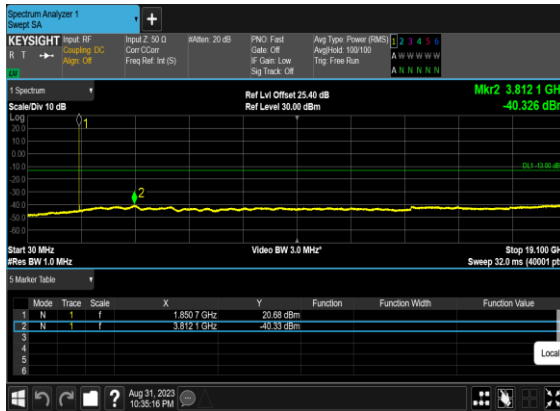 Spectrum Analyzer 1
Swept SA
+
KEYSIGHT Input: RF Input Z: 50 Ω #Atten: 20 dB PNO: Fast Avg Type: Power (RMS) 1 2 3 4 5 6
R T Coupling: DC Corr CCorr Gate: Off Avg|Hold: 100/100 A W W W W W
Align: Off Freq Ref: Int (S) IF Gain: Low Trig: Free Run
Sig Track: Off A N N N N N
1 Spectrum
Ref Lvl Offset 25.40 dB Mkr2 3.812 1 GH
Scale/Div 10 dB Ref Level 30.00 dBm -40.326 dB
Log
20.0
10.0
0.00
-10.0
-20.0
-30.0
-40.0
-50.0
-60.0
1
2
DL1 -13.00 dB
Start 30 MHz Video BW 3.0 MHz* Stop 19.100 GH
#Res BW 1.0 MHz Sweep 32.0 ms (40001 pt
5 Marker Table
Mode Trace Scale X Y Function Function Width Function Value
1 N 1 f 1.850 7 GHz 20.68 dBm
2 N 1 f 3.812 1 GHz -40.33 dBm
3
4
5
6
Local
? Aug 31, 2023
10:35:16 PM